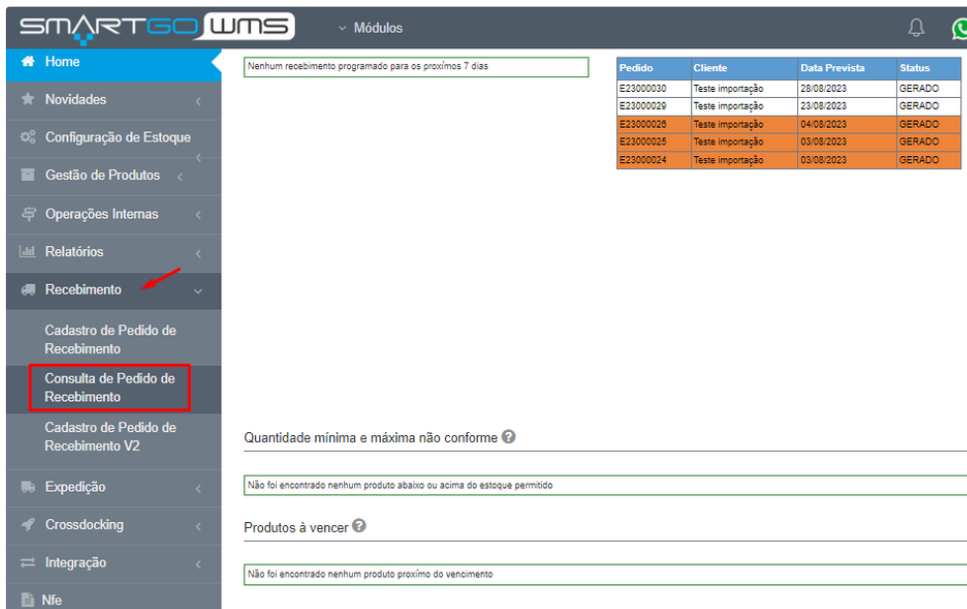 SMARTGO WMS
Módulos
Home
Novidades
Configuração de Estoque
Gestão de Produtos
Operações Internas
Relatórios
Recebimento
Cadastro de Pedido de
Recebimento
Consulta de Pedido de
Recebimento
Cadastro de Pedido de
Recebimento V2
Expedição
Crossdocking
Integração
Nfe
Nenhum recebimento programado para os proxímos 7 dias
Pedido Cliente Data Prevista Status
E23000030 Teste importação 28/08/2023 GERADO
E23000029 Teste importação 23/08/2023 GERADO
E23000026 Teste importação 04/08/2023 GERADO
E23000025 Teste importação 03/08/2023 GERADO
E23000024 Teste importação 03/08/2023 GERADO
Quantidade mínima e máxima não conforme ?
Não foi encontrado nenhum produto abaixo ou acima do estoque permitido
Produtos à vencer ?
Não foi encontrado nenhum produto proxímo do vencimento